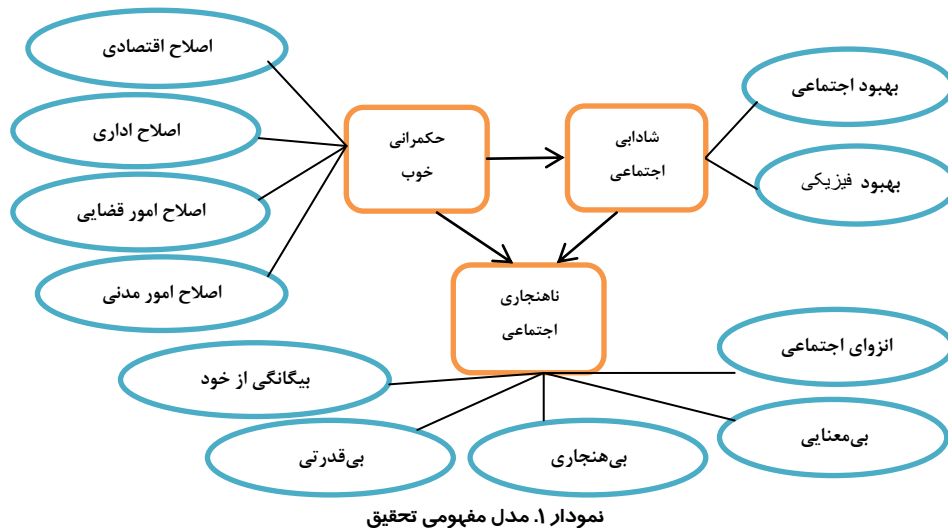 اصلاح اقتصادی
اصلاح اداری
اصلاح امور قضایی
اصلاح امور مدنی
حکمرانی
خوب
شادابی
اجتماعی
بهبود اجتماعی
بهبود فیزیکی
ناهنجاری
اجتماعی
انزوای اجتماعی
بی‌معنایی
بی‌هنجاری
بی‌قدرتی
بیگانگی از خود
نمودار ۱. مدل مفهومی تحقیق